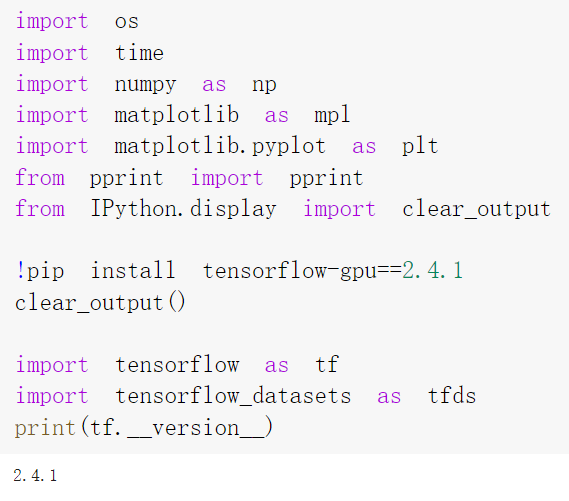 import os
import time
import numpy as np
import matplotlib as mpl
import matplotlib.pyplot as plt
from pprint import pprint
from IPython.display import clear_output
!pip install tensorflow-gpu==2.4.1
clear_output()
import tensorflow as tf
import tensorflow_datasets as tfds
print(tf.__version__)
2.4.1